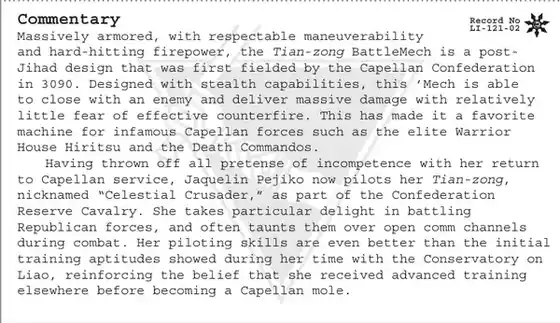 Commentary
Record No
LI-121-02
Massively armored, with respectable maneuverability
and hard-hitting firepower, the Tian-zong BattleMech is a post-
Jihad design that was first fielded by the Capellan Confederation
in 3090. Designed with stealth capabilities, this ‘Mech is able
to close with an enemy and deliver massive damage with relatively
little fear of effective counterfire. This has made it a favorite
machine for infamous Capellan forces such as the elite Warrior
House Hiritsu and the Death Commandos.
Having thrown off all pretense of incompetence with her return
to Capellan service, Jaquelin Pejiko now pilots her Tian-zong,
nicknamed “Celestial Crusader,” as part of the Confederation
Reserve Cavalry. She takes particular delight in battling
Republican forces, and often taunts them over open comm channels
during combat. Her piloting skills are even better than the initial
training aptitudes showed during her time with the Conservatory on
Liao, reinforcing the belief that she received advanced training
elsewhere before becoming a Capellan mole.